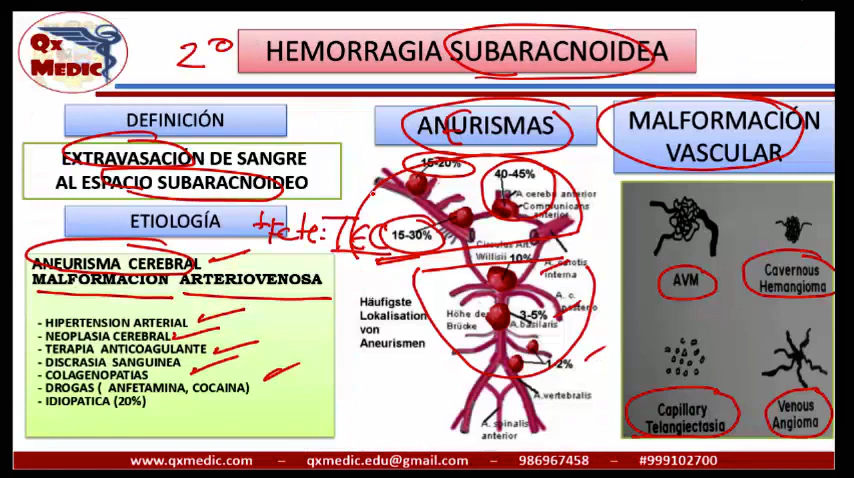 Qx
MEDIC
2°
HEMORRAGIA SUBARACNOIDEA
DEFINICIÓN
EXTRAVASACIÓN DE SANGRE
AL ESPACIO SUBARACNOIDEO
ETIOLOGÍA
+fcte: TEC
ANEURISMA CEREBRAL
MALFORMACION ARTERIOVENOSA
- HIPERTENSION ARTERIAL
- NEOPLASIA CEREBRAL
- TERAPIA ANTICOAGULANTE
- DISCRASIA SANGUINEA
- COLAGENOPATIAS
- DROGAS ( ANFETAMINA, COCAINA)
- IDIOPATICA (20%)
ANURISMAS
15-20%
40-45%
A cerebri anterior
Communicans
anterior
15-30%
Circulus Art.
Willisii 10%
A. carotis
interna
A. c.
posterio
Häufigste
Lokalisation
von
Aneurismen
Höhe der
Brücke
3-5%
A.basilaris
1-2%
A.vertebralis
A. spinalis
anterior
MALFORMACIÓN
VASCULAR
AVM
Cavernous
Hemangioma
Capillary
Telangiectasia
Venous
Angioma
www.qxmedic.com – qxmedic.edu@gmail.com – 986967458 – #999102700